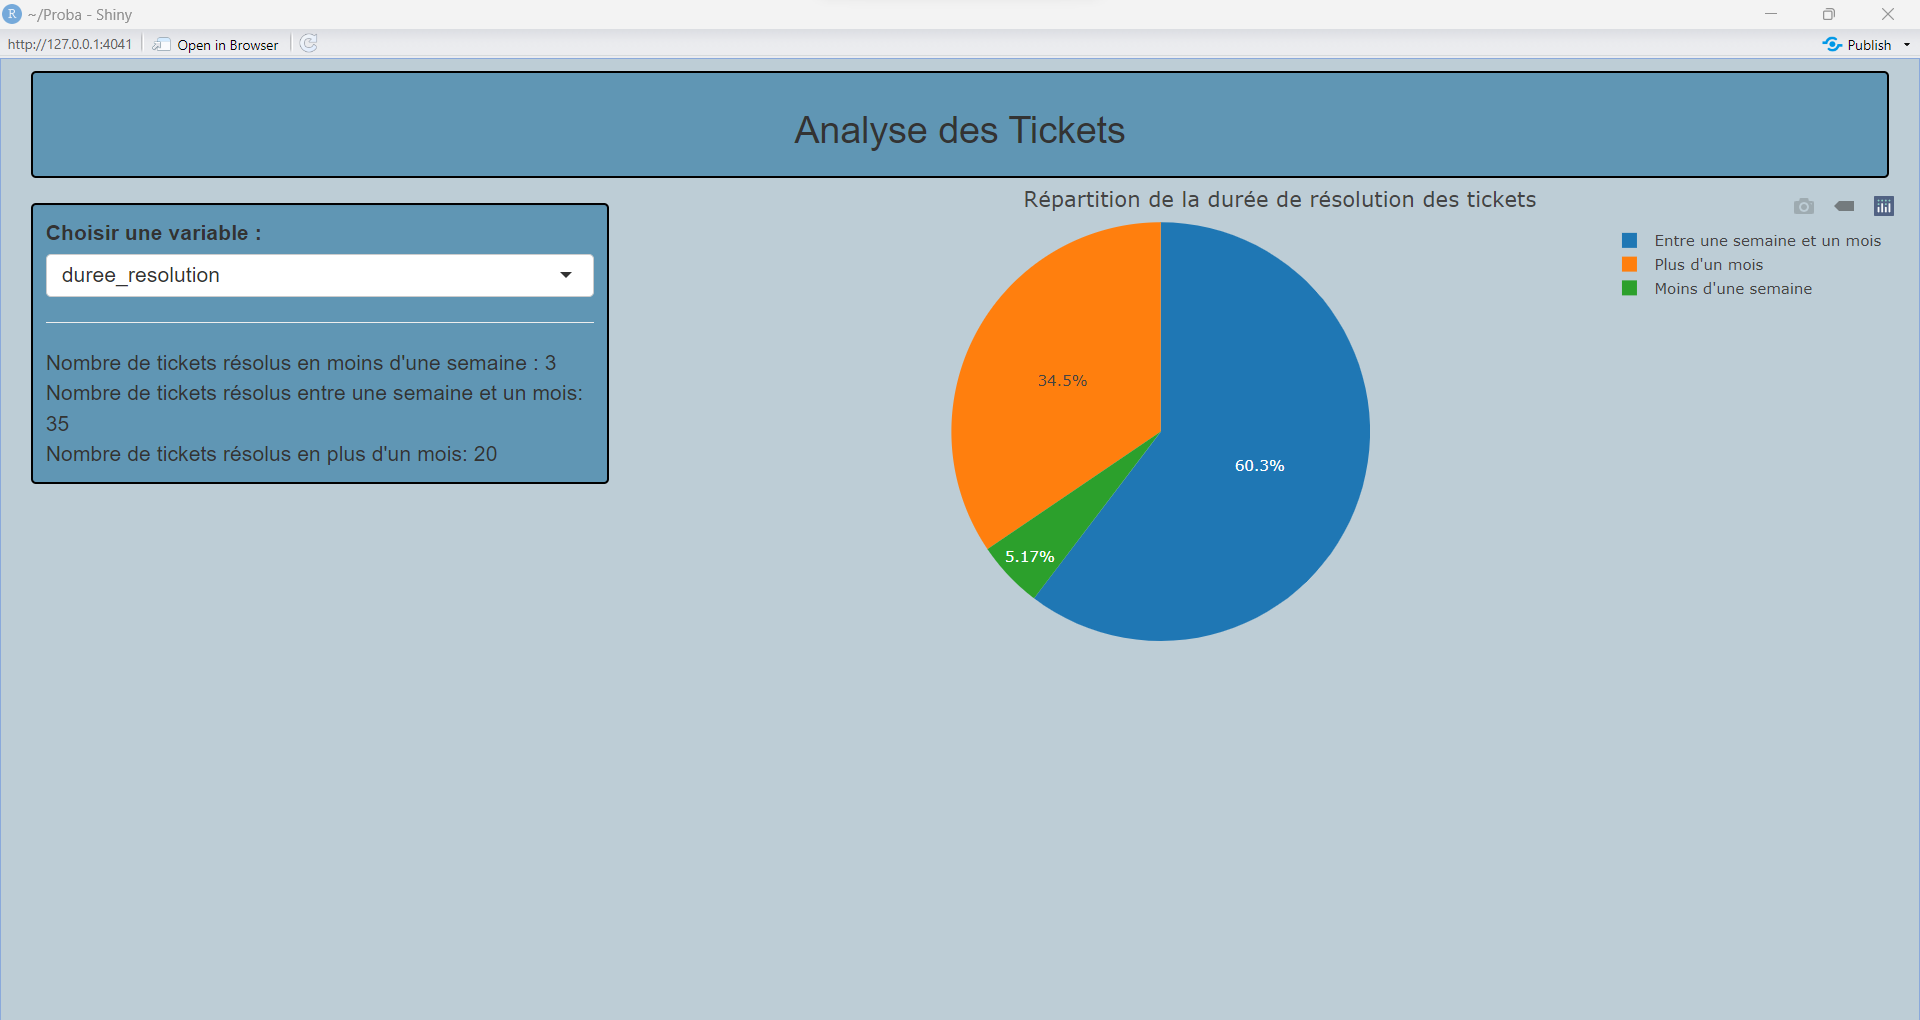 R ~/Proba - Shiny
http://127.0.0.1:4041 Open in Browser Publish
Analyse des Tickets
Choisir une variable :
duree_resolution
Nombre de tickets résolus en moins d'une semaine : 3
Nombre de tickets résolus entre une semaine et un mois:
35
Nombre de tickets résolus en plus d'un mois: 20
Répartition de la durée de résolution des tickets
34.5%
60.3%
5.17%
Entre une semaine et un mois
Plus d'un mois
Moins d'une semaine